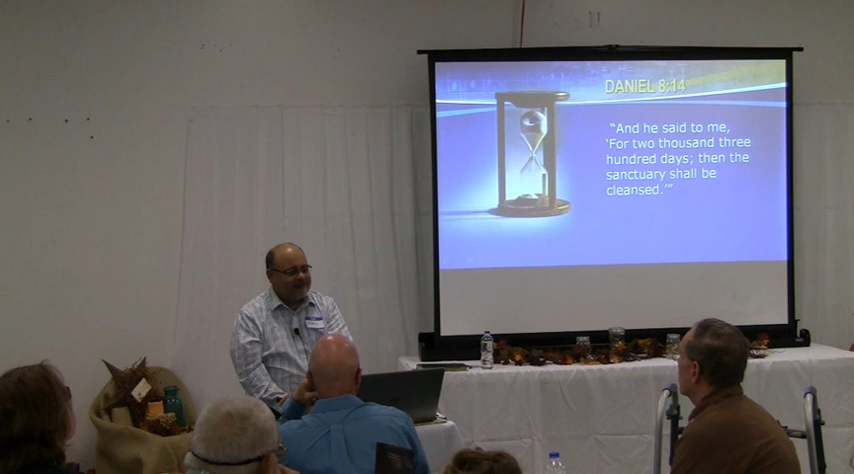 DANIEL 8:14
"And he said to me,
'For two thousand three
hundred days; then the
sanctuary shall be
cleansed.'"